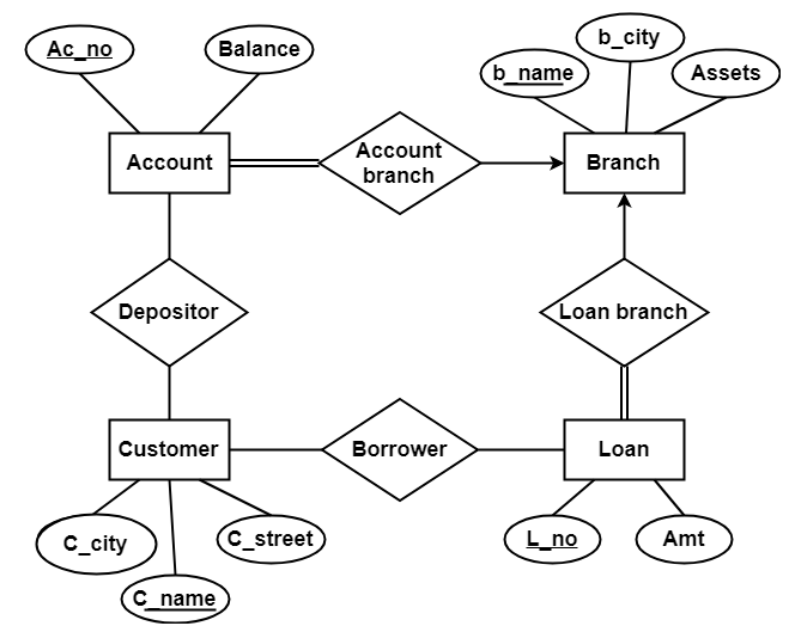 Ac_no
Balance
b_city
b_name
Assets
Account
Account
branch
Branch
Depositor
Loan branch
Customer
Borrower
Loan
C_city
C_street
L_no
Amt
C_name